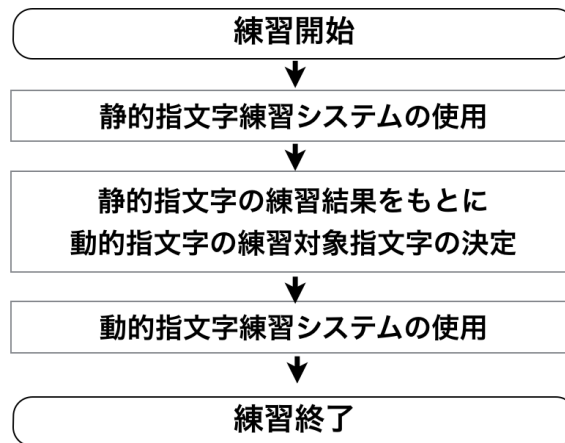 練習開始
静的指文字練習システムの使用
静的指文字の練習結果をもとに
動的指文字の練習対象指文字の決定
動的指文字練習システムの使用
練習終了